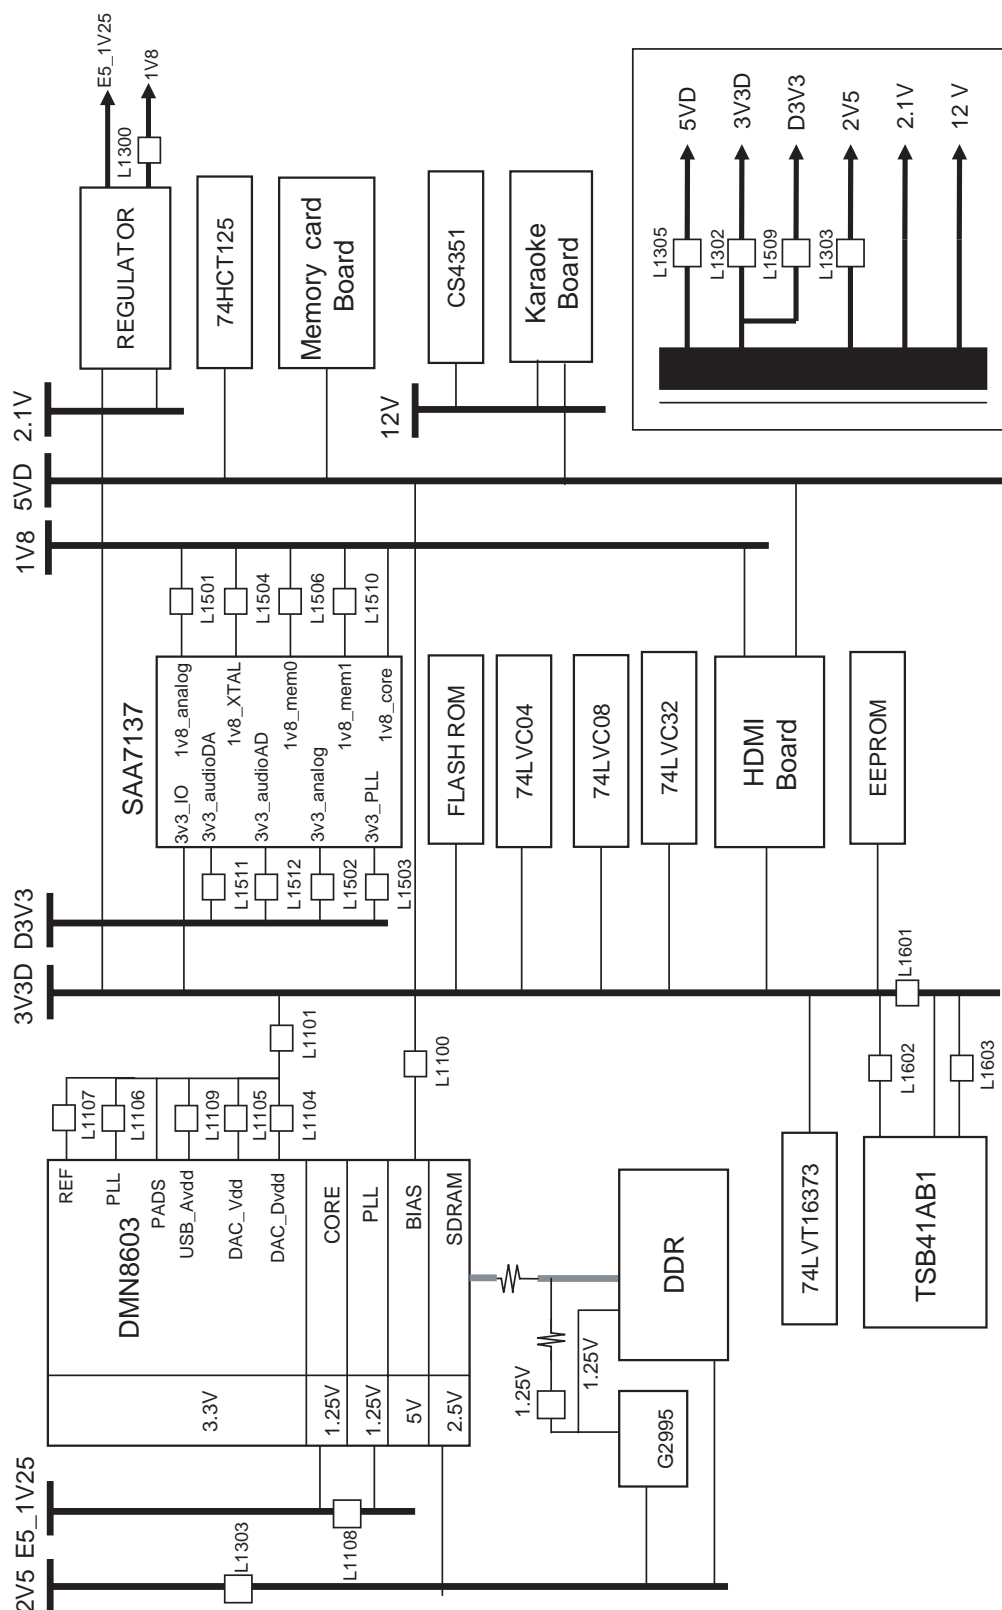 E5_1V25
1V8
L1300
REGULATOR
74HCT125
Memory card
Board
CS4351
Karaoke
Board
5VD
3V3D
D3V3
2V5
2.1V
12 V
L1305
L1302
L1509
L1303
2.1V
12V
5VD
1V8
L1501
L1504
L1506
L1510
SAA7137
1v8_analog
1v8_XTAL
1v8_mem0
1v8_mem1
1v8_core
3v3_IO
3v3_audioDA
3v3_audioAD
3v3_analog
3v3_PLL
FLASH ROM
74LVC04
74LVC08
74LVC32
HDMI
Board
EEPROM
L1511
L1512
L1502
L1503
D3V3
3V3D
L1601
L1101
L1100
L1602
L1603
L1107
L1106
L1109
L1105
L1104
REF
PLL
PADS
USB_Avdd
DAC_Vdd
DAC_Dvdd
CORE
PLL
BIAS
SDRAM
DMN8603
3.3V
1.25V
1.25V
5V
2.5V
DDR
74LVT16373
TSB41AB1
1.25V
1.25V
G2995
E5_1V25
L1108
2V5
L1303